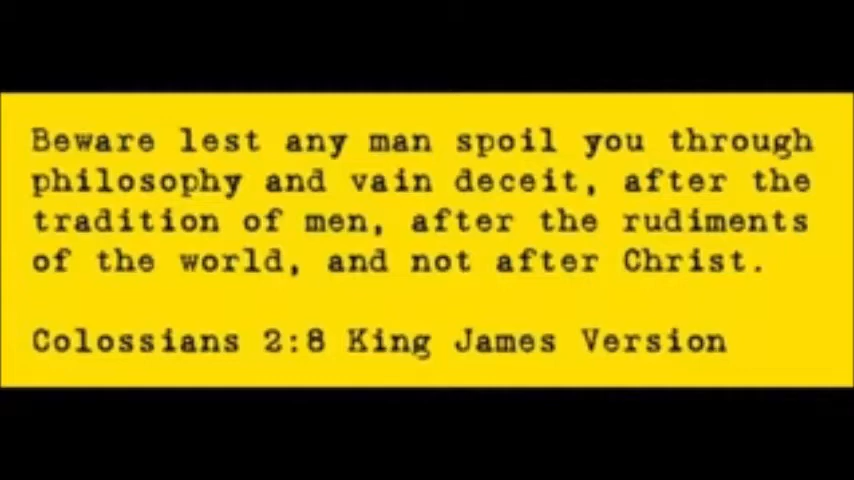 Beware lest any man spoil you through
philosophy and vain deceit, after the
tradition of men, after the rudiments
of the world, and not after Christ.
Colossians 2:8 King James Version